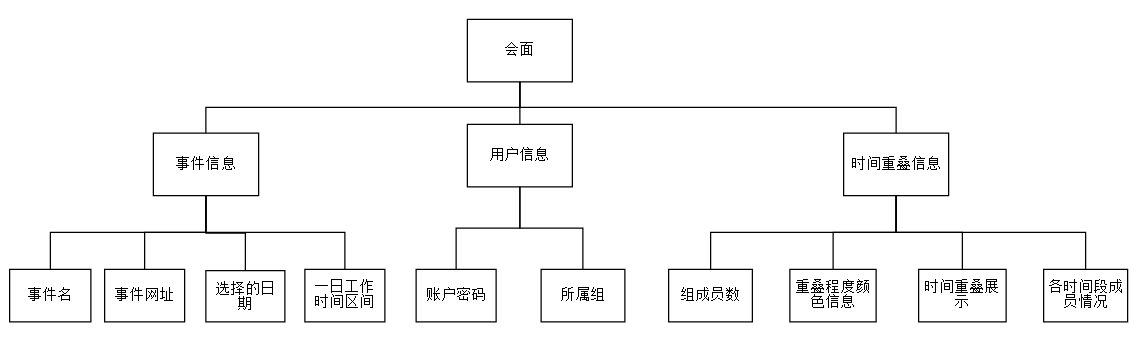 会面
事件信息
用户信息
时间重叠信息
事件名
事件网址
选择的日
期
一日工作
时间区间
账户密码
所属组
组成员数
重叠程度颜
色信息
时间重叠展
示
各时间段成
员情况